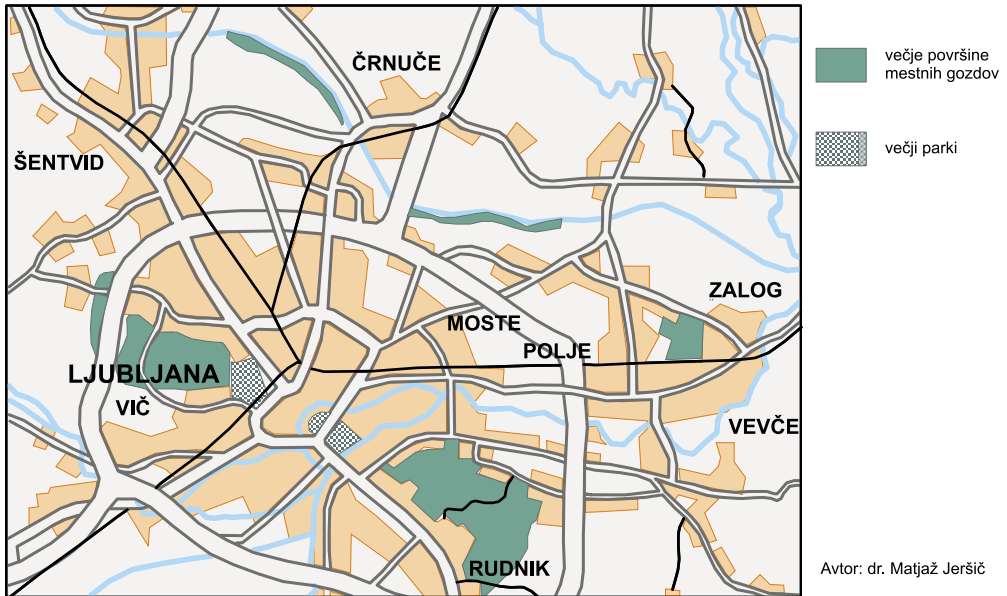 ČRNUČE
ŠENTVID
ZALOG
MOSTE
POLJE
LJUBLJANA
VIČ
VEVČE
RUDNIK
večje površine
mestnih gozdov
večji parki
Avtor: dr. Matjaž Jeršič